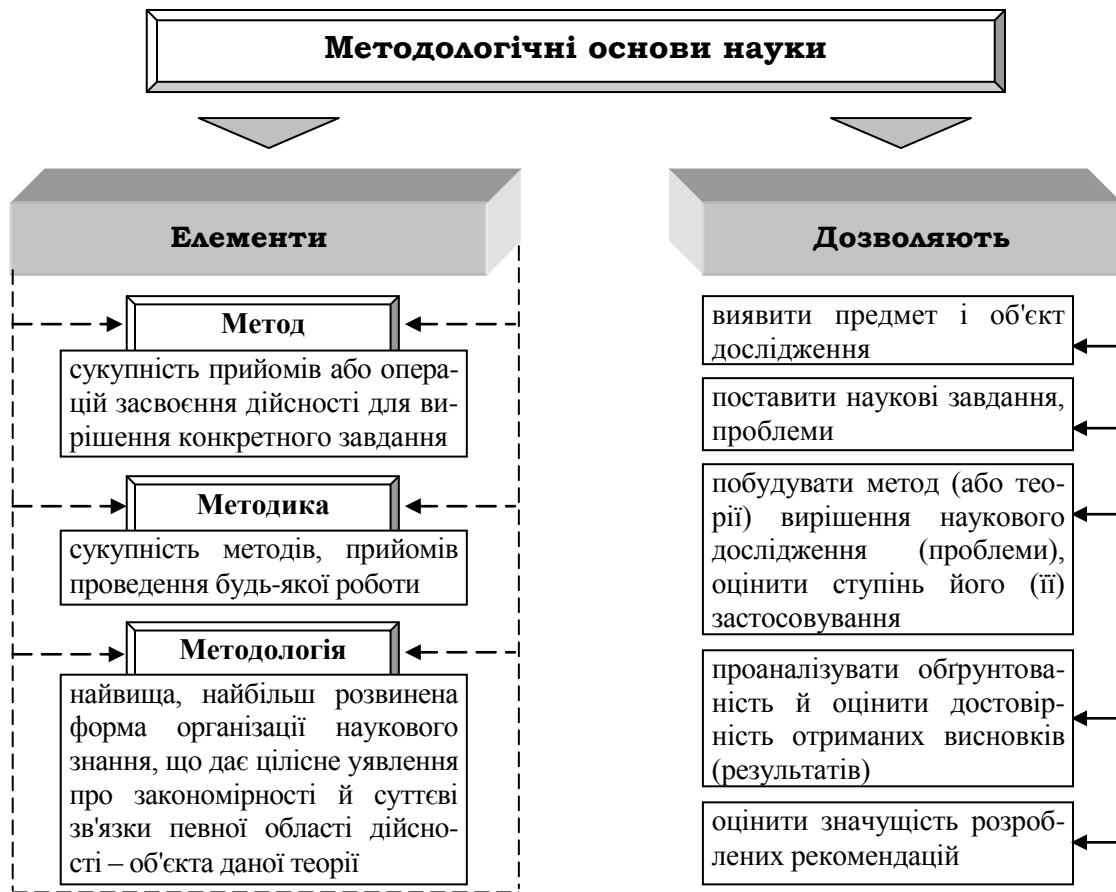 Методологічні основи науки
Елементи
Метод
сукупність прийомів або опера-
цій засвоєння дійсності для ви-
рішення конкретного завдання
Методика
сукупність методів, прийомів
проведення будь-якої роботи
Методологія
найвища, найбільш розвинена
форма організації наукового
знання, що дає цілісне уявлення
про закономірності й суттєві
зв'язки певної області дійсно-
сті – об'єкта даної теорії
Дозволяють
виявити предмет і об'єкт
дослідження
поставити наукові завдання,
проблеми
побудувати метод (або тео-
рії) вирішення наукового
дослідження (проблеми),
оцінити ступінь його (її)
застосовування
проаналізувати обґрунтова-
ність й оцінити достовір-
ність отриманих висновків
(результатів)
оцінити значущість розроб-
лених рекомендацій